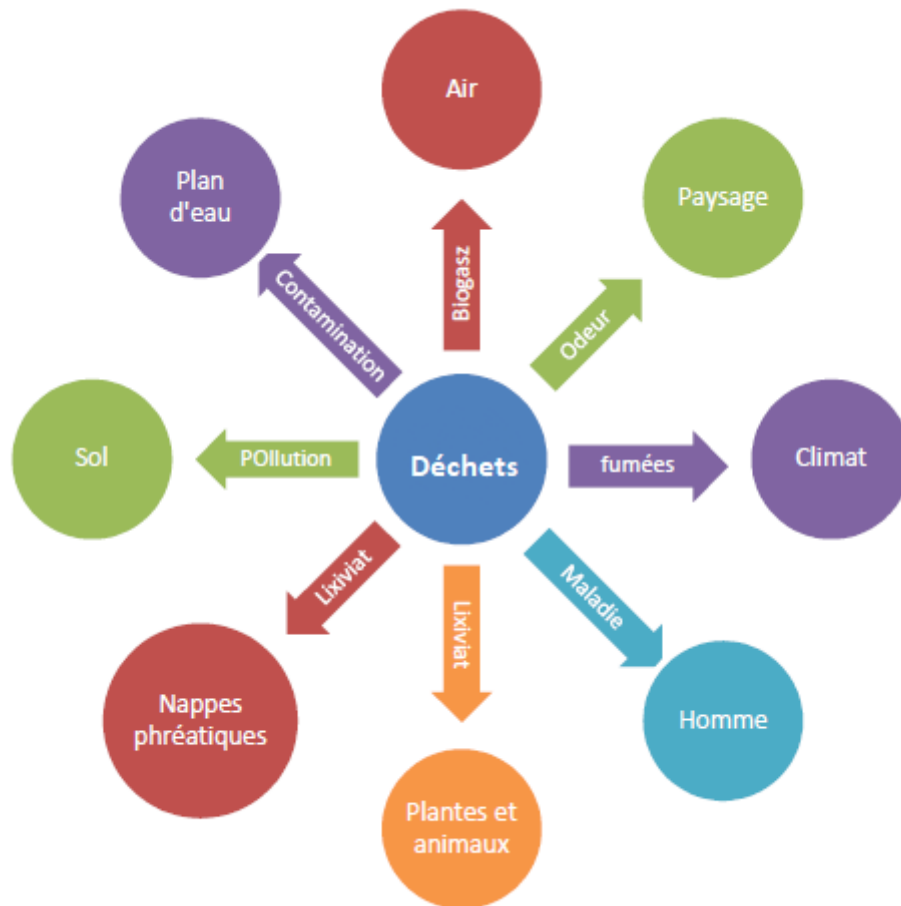 Air
Plan
d'eau
Paysage
Biogasz
Contamination
Odeur
Sol
POllution
Déchets
fumées
Climat
Lixiviat
Lixiviat
Maladie
Nappes
phréatiques
Homme
Plantes et
animaux